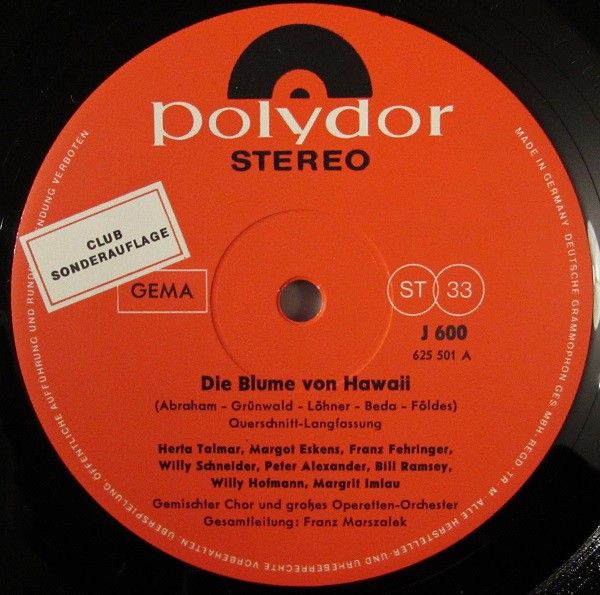 polydor
STEREO
CLUB
SONDERAUFLAGE
GEMA
ST 33
J 600
625 501 A
Die Blume von Hawaii
(Abraham - Grünwald - Löhner - Beda - Földes)
Querschnitt-Langfassung
Herta Talmar, Margot Eskens, Franz Fehringer,
Willy Schneider, Peter Alexander, Bill Ramsey,
Willy Hofmann, Margrit Imlau
Gemischter Chor und großes Operetten-Orchester
Gesamtleitung: Franz Marszalek
MADE IN GERMANY. DEUTSCHE GRAMMOPHON GES. MBH. REGD. TR. M. ALLE HERSTELLER-UND URHEBERRECHTE VORBEHALTEN. ÜBERSPIELUNG, ÖFFENTLICHE AUFFÜHRUNG UND RUND ENDUNG VERBOTEN